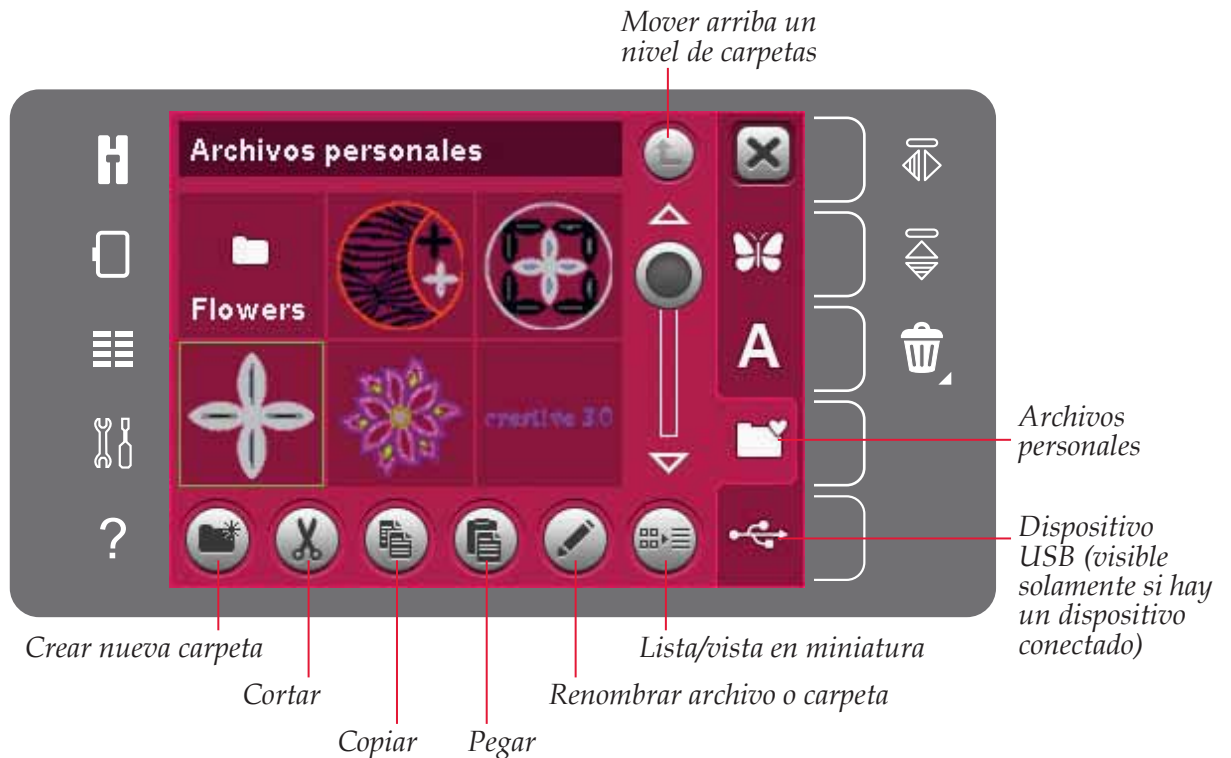 Mover arriba un
nivel de carpetas
Archivos personales
Flowers
A
creative 3.0
?
Archivos
personales
Dispositivo
USB (visible
solamente si hay
un dispositivo
conectado)
Crear nueva carpeta
Lista/vista en miniatura
Cortar
Renombrar archivo o carpeta
Copiar
Pegar